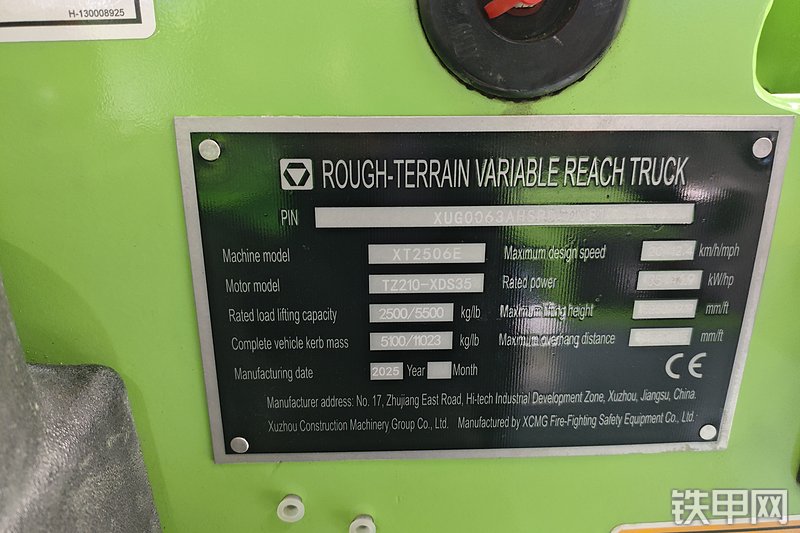 H-130008925
ROUGH-TERRAIN VARIABLE REACH TRUCK
PIN
Machine model XT2506E Maximum design speed km/h/mph
Motor model TZ210-XDS35 Rated power kW/hp
Rated load lifting capacity 2500/5500 kg/lb Maximum lifting height mm/ft
Complete vehicle kerb mass 5100/11023 kg/lb Maximum overhang distance mm/ft
Manufacturing date 2025 Year Month CE
Manufacturer address: No. 17, Zhujiang East Road, Hi-tech Industrial Development Zone, Xuzhou, Jiangsu, China.
Xuzhou Construction Machinery Group Co., Ltd. Manufactured by XCMG Fire-Fighting Safety Equipment Co., Ltd.
铁甲网